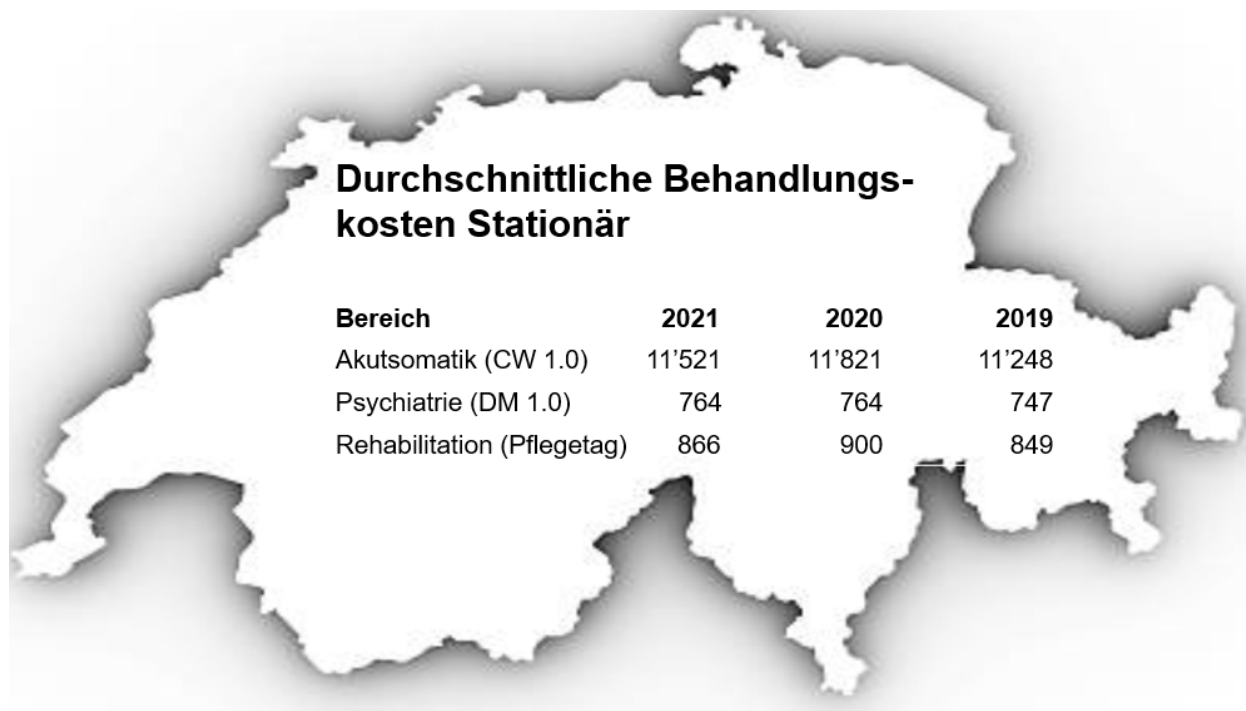 Durchschnittliche Behandlungs-
kosten Stationär
Bereich 2021 2020 2019
Akutsomatik (CW 1.0) 11’521 11’821 11’248
Psychiatrie (DM 1.0) 764 764 747
Rehabilitation (Pflegetag) 866 900 849